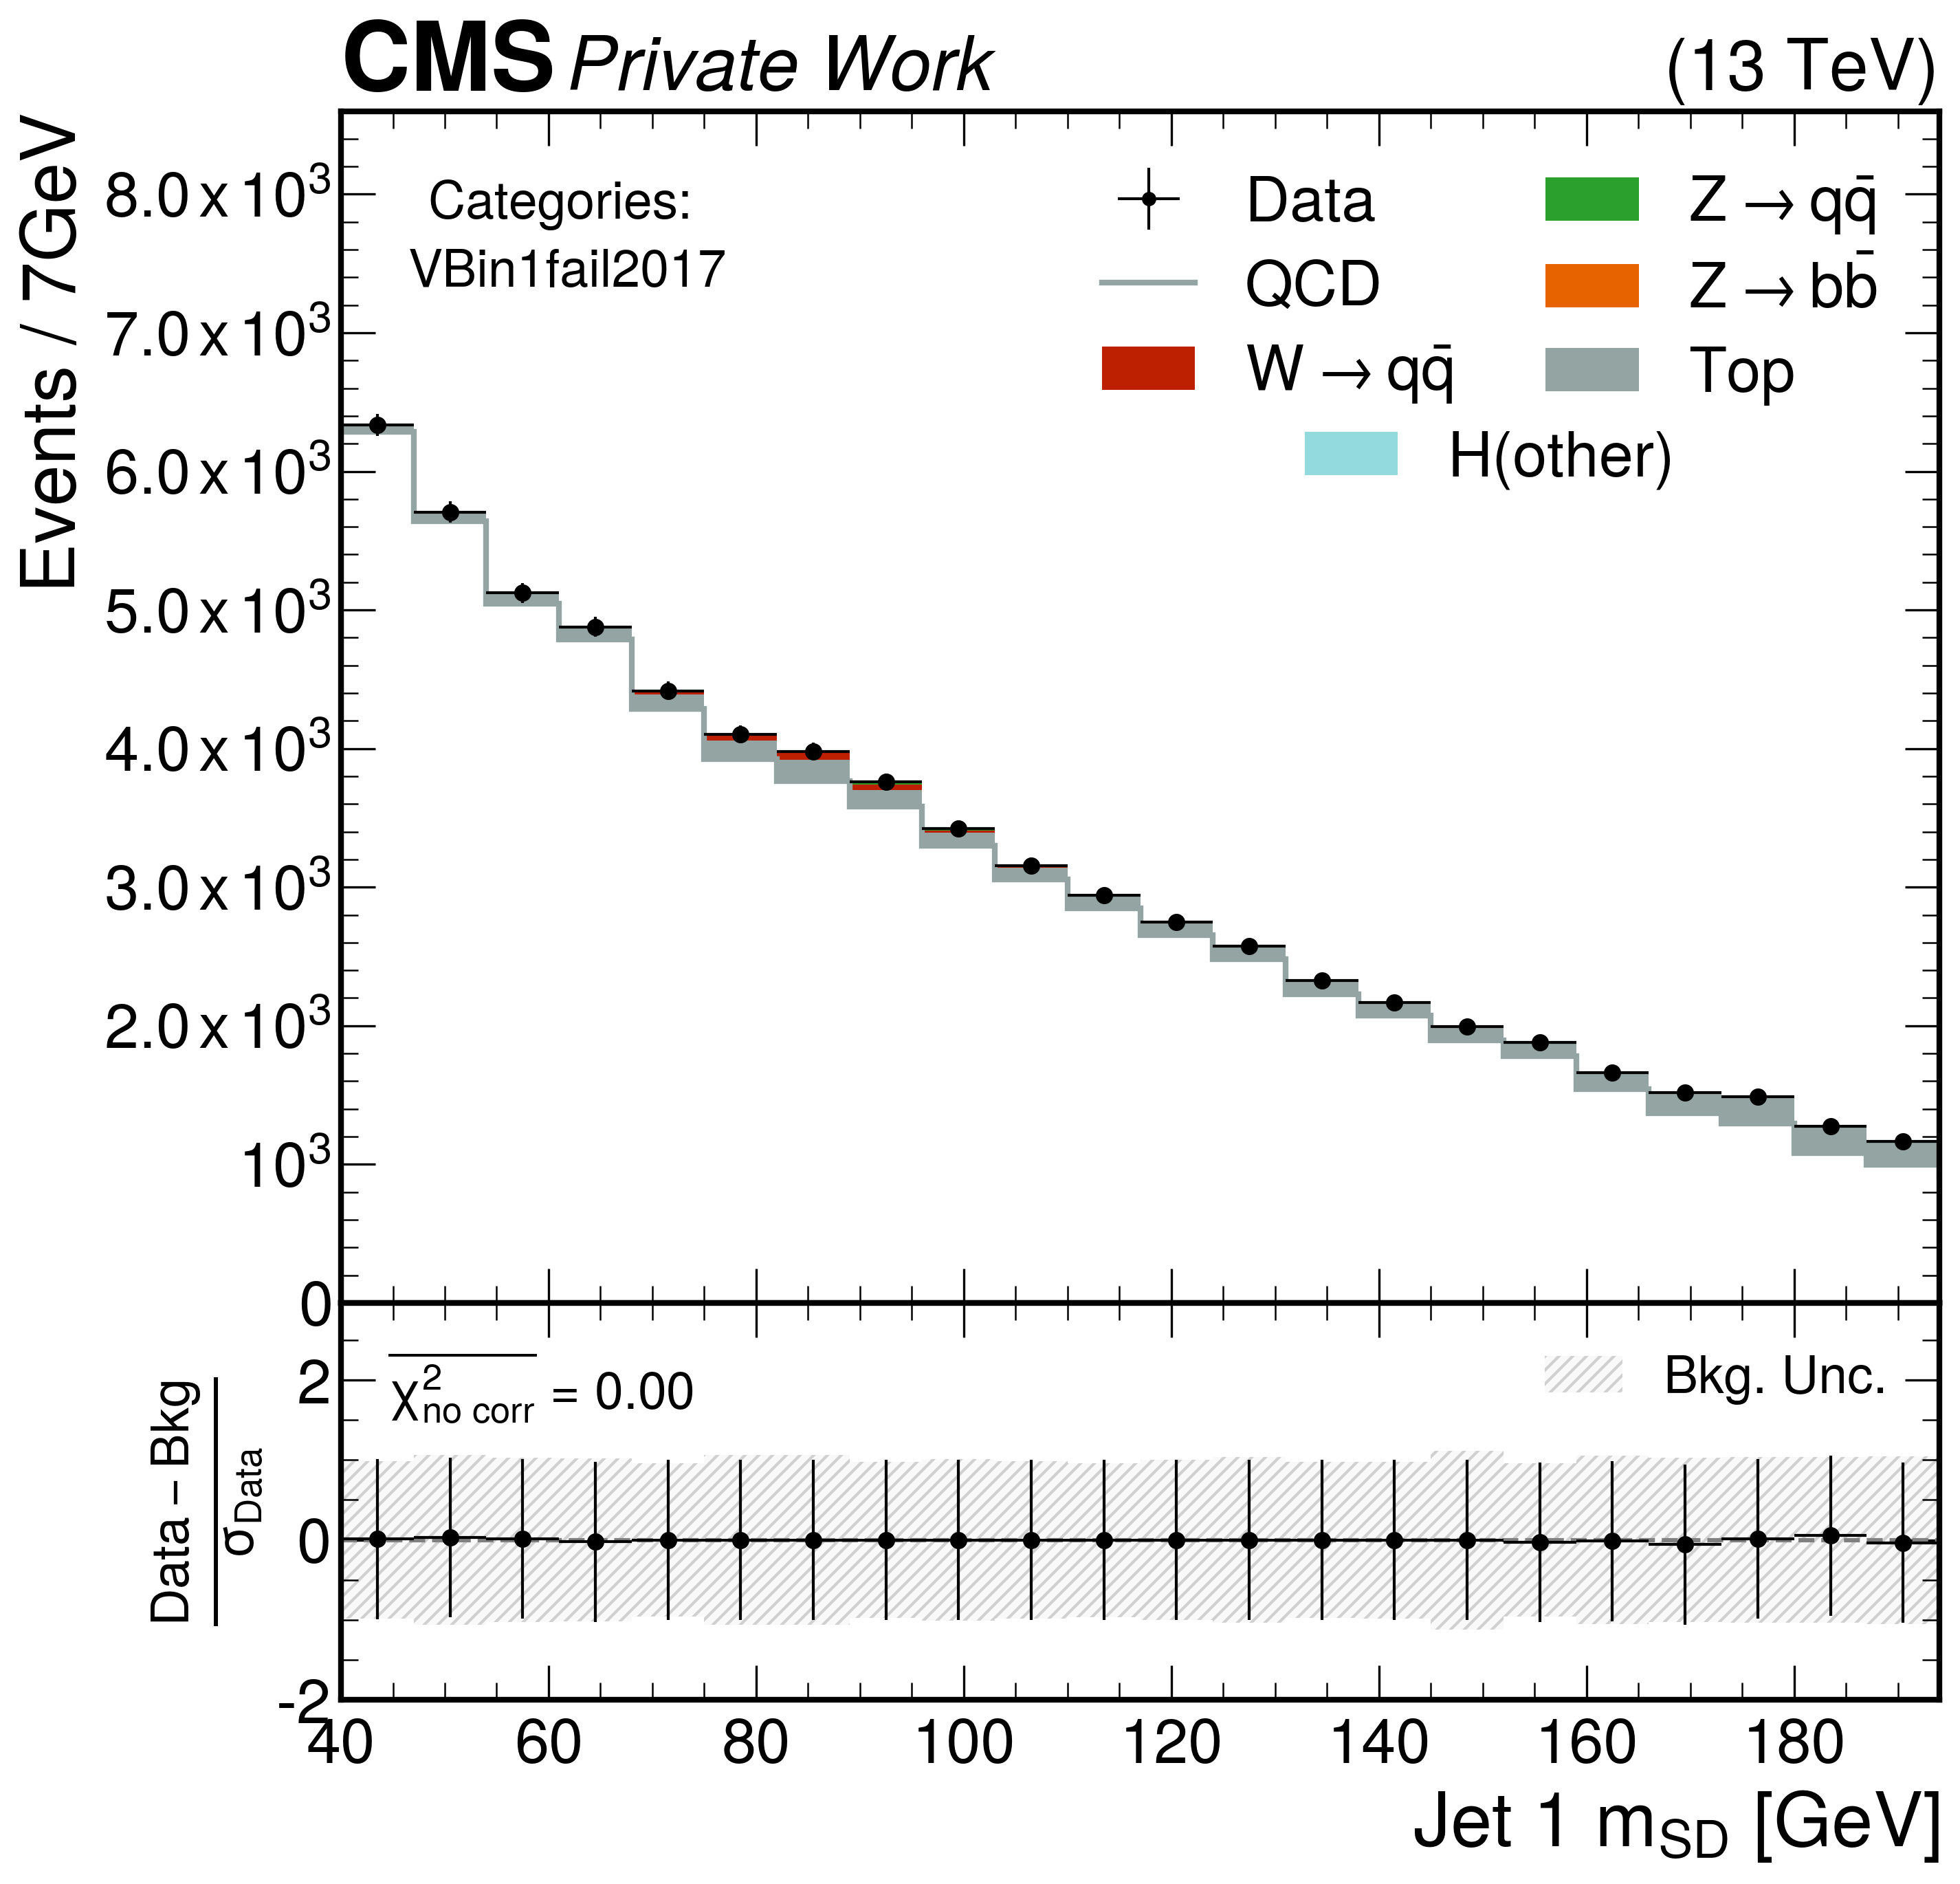 CMS Private Work (13 TeV)
Events / 7GeV
8.0 x 10³
7.0 x 10³
6.0 x 10³
5.0 x 10³
4.0 x 10³
3.0 x 10³
2.0 x 10³
10³
0
Categories:
VBin1fail2017
Data
QCD
W → qq̄
Z → qq̄
Z → bb̄
Top
H(other)
Data – Bkg
σ_Data
2
0
-2
χ²_no corr = 0.00
Bkg. Unc.
40 60 80 100 120 140 160 180
Jet 1 m_SD [GeV]